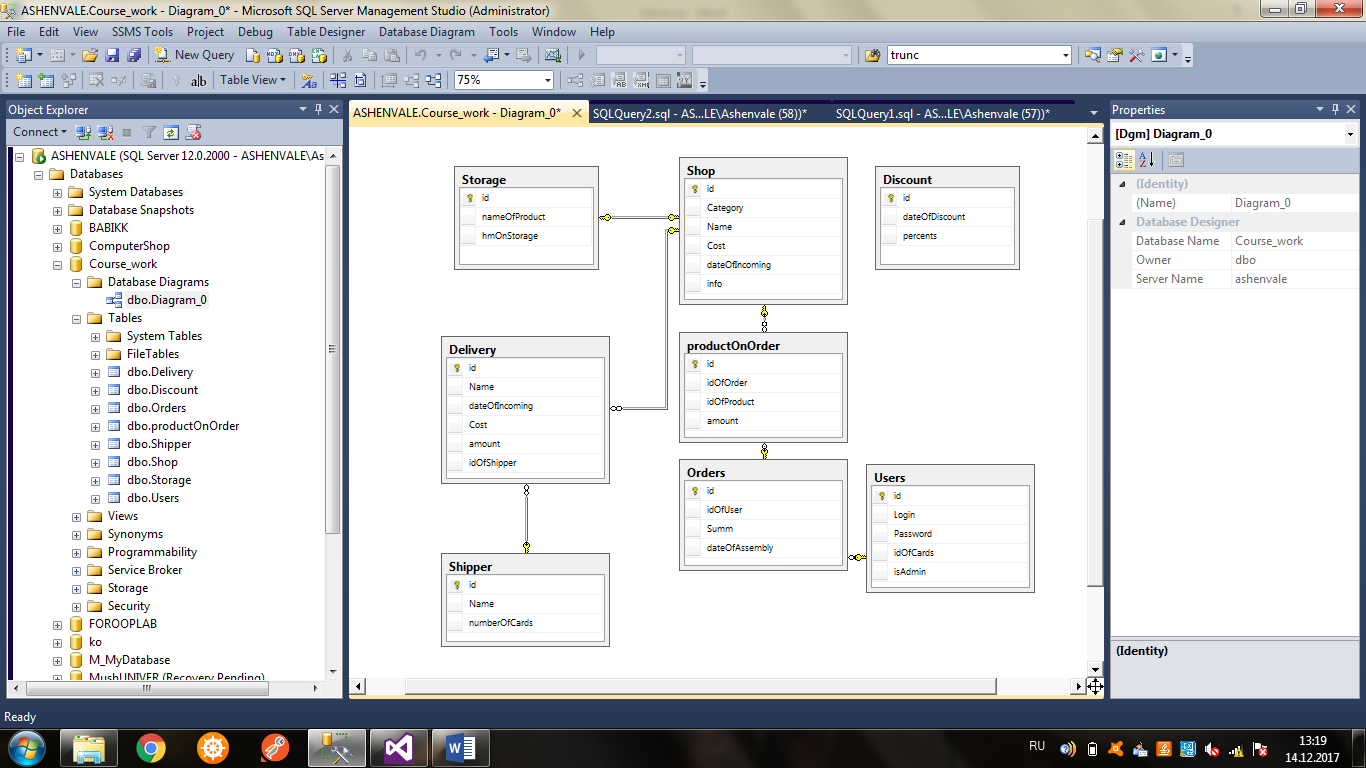 ASHENVALE.Course_work - Diagram_0* - Microsoft SQL Server Management Studio (Administrator)
File Edit View SSMS Tools Project Debug Table Designer Database Diagram Tools Window Help
New Query
trunc
Table View
75%
Object Explorer
Connect
ASHENVALE (SQL Server 12.0.2000 - ASHENVALE\As
Databases
System Databases
Database Snapshots
BABIKK
ComputerShop
Course_work
Database Diagrams
dbo.Diagram_0
Tables
System Tables
FileTables
dbo.Delivery
dbo.Discount
dbo.Orders
dbo.productOnOrder
dbo.Shipper
dbo.Shop
dbo.Storage
dbo.Users
Views
Synonyms
Programmability
Service Broker
Storage
Security
FOROOPLAB
ko
M_MyDatabase
MushUNIVER (Recovery Pending)
ASHENVALE.Course_work - Diagram_0*
SQLQuery2.sql - AS...LE\Ashenvale (58))*
SQLQuery1.sql - AS...LE\Ashenvale (57))*
Storage
id
nameOfProduct
hmOnStorage
Shop
id
Category
Name
Cost
dateOfIncoming
info
Discount
id
dateOfDiscount
percents
Delivery
id
Name
dateOfIncoming
Cost
amount
idOfShipper
productOnOrder
id
idOfOrder
idOfProduct
amount
Orders
id
idOfUser
Summ
dateOfAssembly
Users
id
Login
Password
idOfCards
isAdmin
Shipper
id
Name
numberOfCards
Properties
[Dgm] Diagram_0
(Identity)
(Name) Diagram_0
Database Designer
Database Name Course_work
Owner dbo
Server Name ashenvale
(Identity)
Ready
RU
13:19
14.12.2017